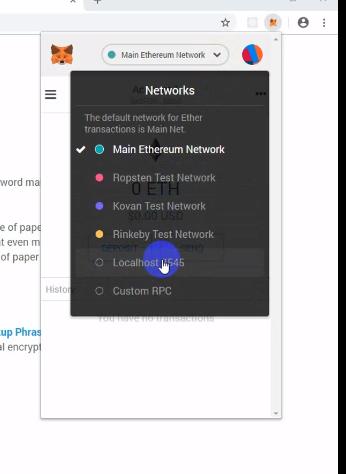 Main Ethereum Network
Networks
The default network for Ether
transactions is Main Net.
Main Ethereum Network
Ropsten Test Network
0 ETH
Kovan Test Network
$0.00 USD
Rinkeby Test Network
DEPOSIT
Localhost 8545
History
Custom RPC
You have no transactions
word ma
e of pape
t even m
of paper
kup Phras
al encrypt